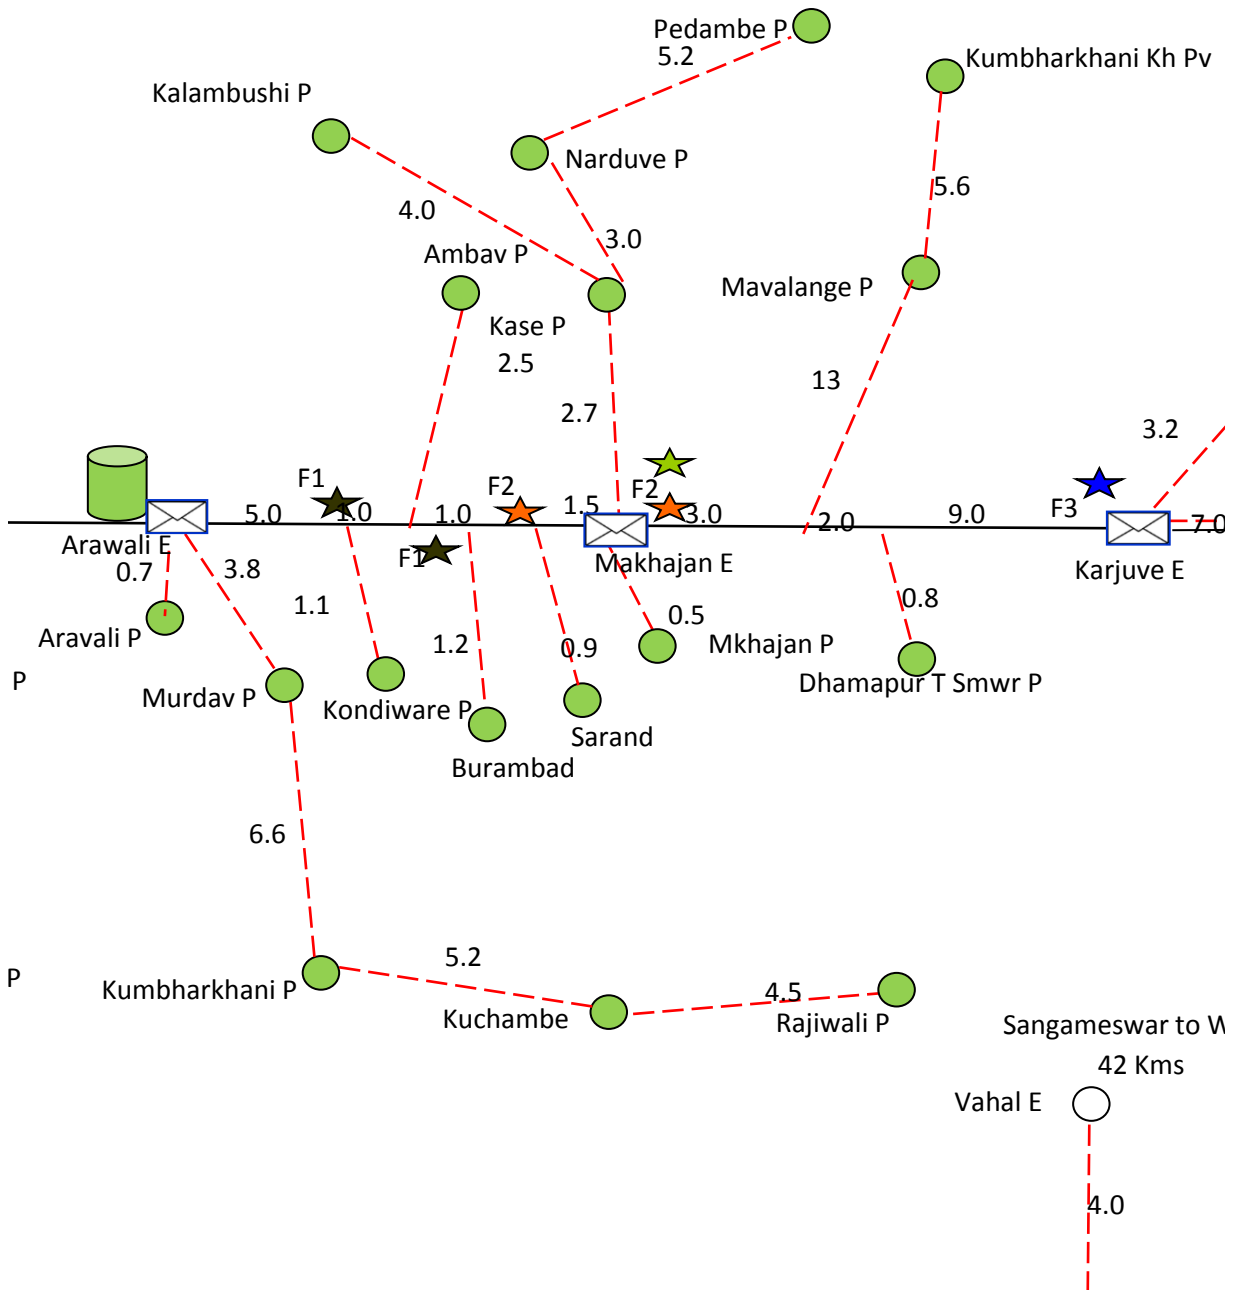 Pedambe P
5.2
Kumbharkhani Kh Pv
Kalambushi P
Narduve P
5.6
4.0
3.0
Ambav P
Mavalange P
Kase P
2.5
13
2.7
3.2
F1
F2
F2
F3
5.0
1.0
1.0
1.5
3.0
2.0
9.0
7.0
Arawali E
F1
Makhajan E
Karjuve E
0.7
3.8
1.1
0.5
0.8
Aravali P
1.2
0.9
Mkhajan P
P
Murdav P
Kondiware P
Dhamapur T Smwr P
Sarand
Burambad
6.6
5.2
P
Kumbharkhani P
4.5
Kuchambe
Rajiwali P
Sangameswar to W
42 Kms
Vahal E
4.0